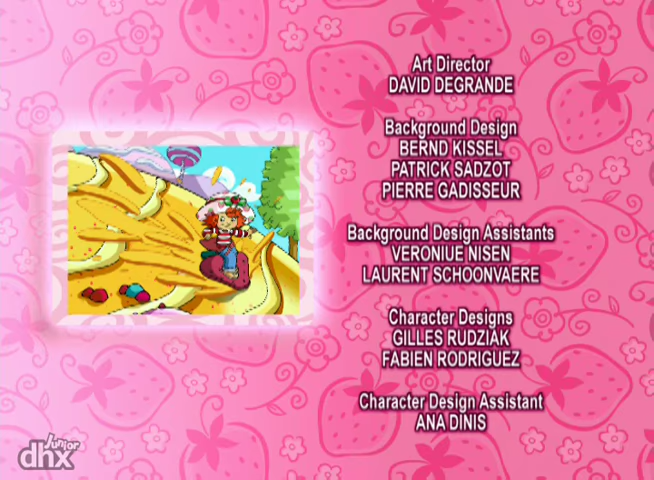 Art Director
DAVID DEGRANDE
Background Design
BERND KISSEL
PATRICK SADZOT
PIERRE GADISSEUR
Background Design Assistants
VERONIUE NISEN
LAURENT SCHOONVAERE
Character Designs
GILLES RUDZIAK
FABIEN RODRIGUEZ
Character Design Assistant
ANA DINIS
Junior
dhx